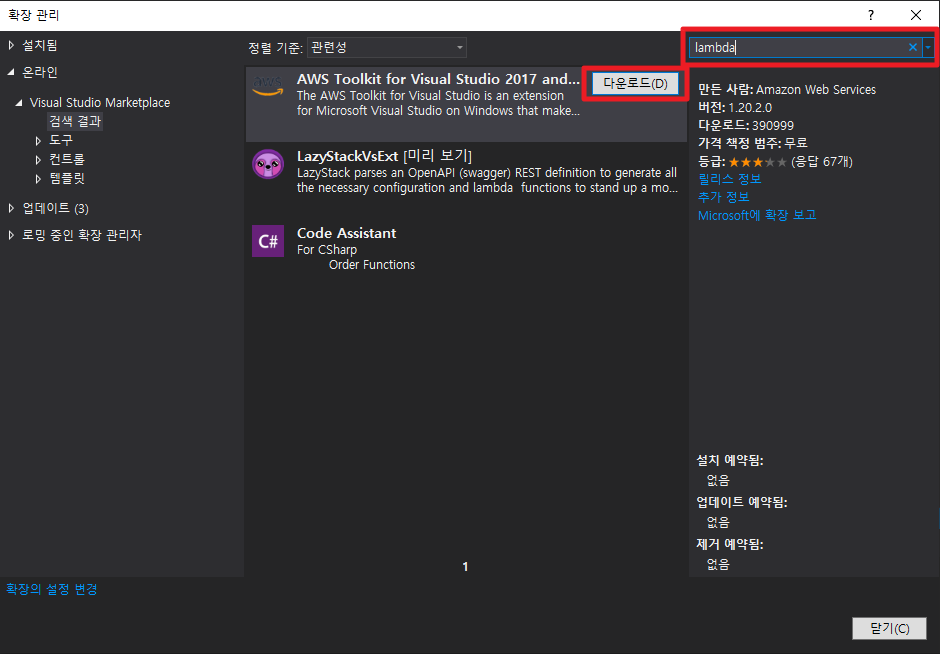 확장 관리
?
설치됨
온라인
Visual Studio Marketplace
검색 결과
도구
컨트롤
템플릿
업데이트 (3)
로밍 중인 확장 관리자
정렬 기준: 관련성
lambda
AWS Toolkit for Visual Studio 2017 and...
다운로드(D)
The AWS Toolkit for Visual Studio is an extension
for Microsoft Visual Studio on Windows that make...
LazyStackVsExt [미리 보기]
LazyStack parses an OpenAPI (swagger) REST definition to generate all
the necessary configuration and lambda functions to stand up a mo...
C#
Code Assistant
For CSharp
Order Functions
1
만든 사람: Amazon Web Services
버전: 1.20.2.0
다운로드: 390999
가격 책정 범주: 무료
등급: ★★★★★ (응답 67개)
릴리스 정보
추가 정보
Microsoft에 확장 보고
설치 예약됨:
없음
업데이트 예약됨:
없음
제거 예약됨:
없음
확장의 설정 변경
닫기(C)